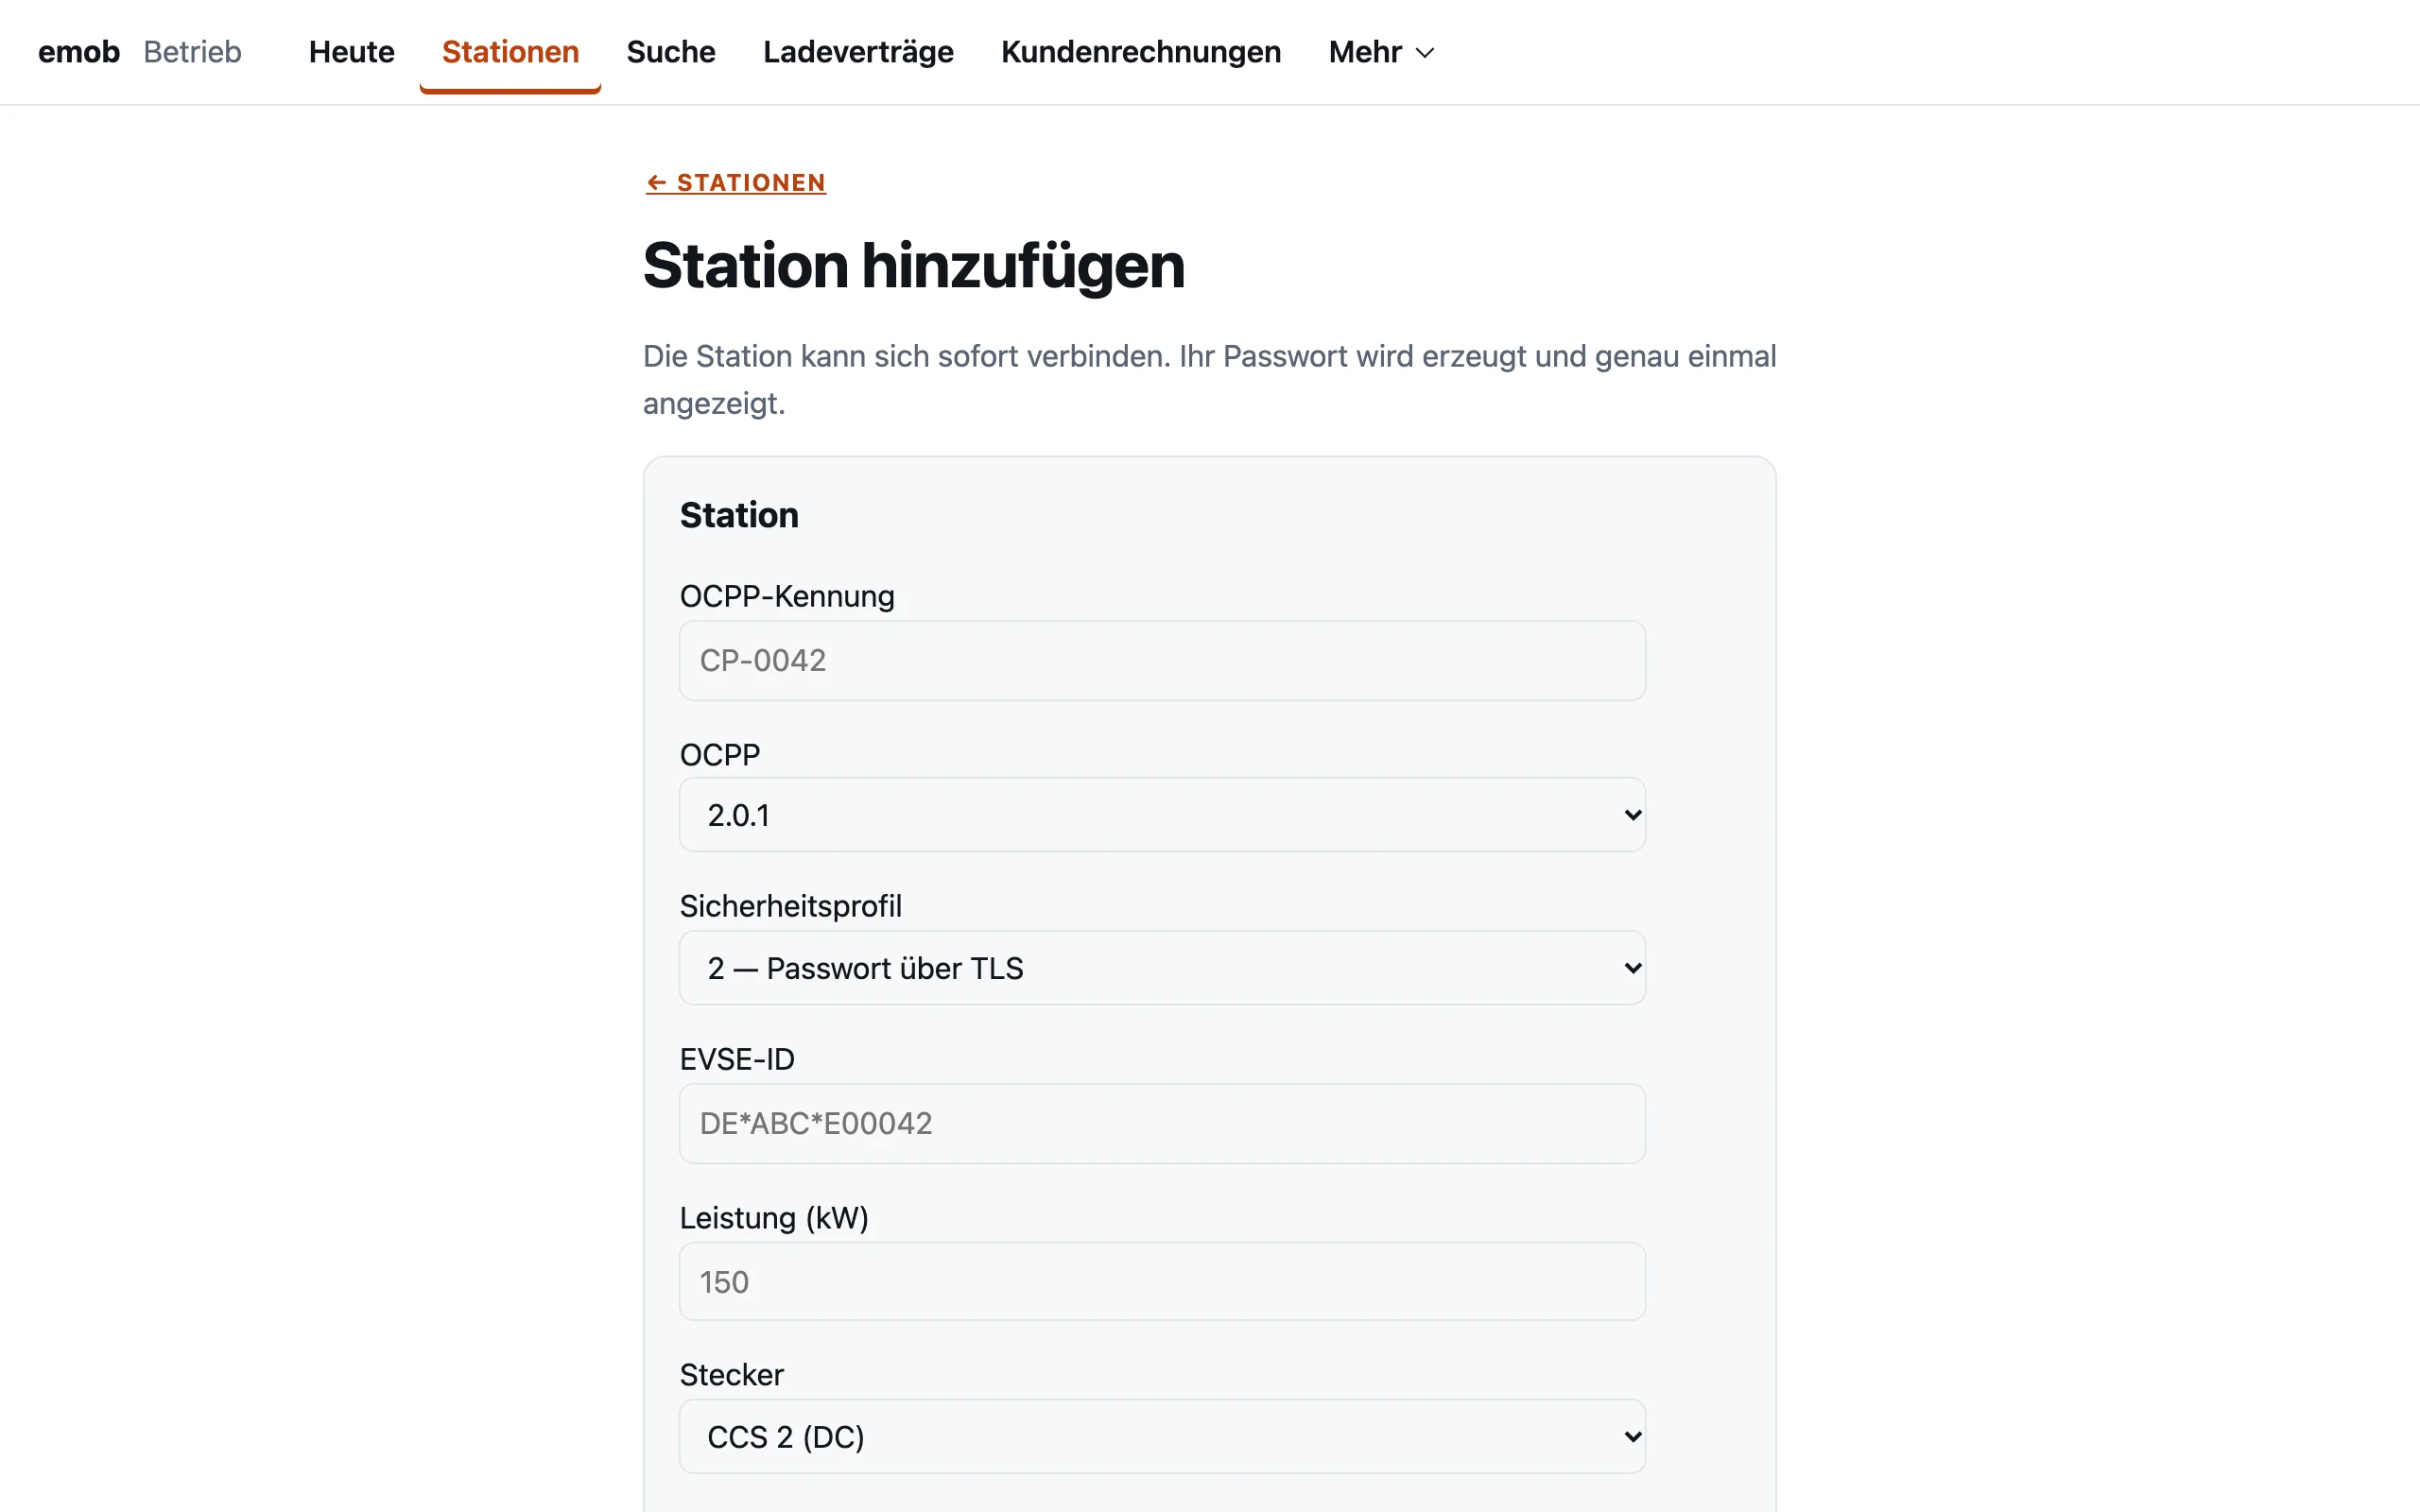 emob Betrieb Heute Stationen Suche Ladeverträge Kundenrechnungen Mehr
← STATIONEN
Station hinzufügen
Die Station kann sich sofort verbinden. Ihr Passwort wird erzeugt und genau einmal
angezeigt.
Station
OCPP-Kennung
CP-0042
OCPP
2.0.1
Sicherheitsprofil
2 — Passwort über TLS
EVSE-ID
DE*ABC*E00042
Leistung (kW)
150
Stecker
CCS 2 (DC)